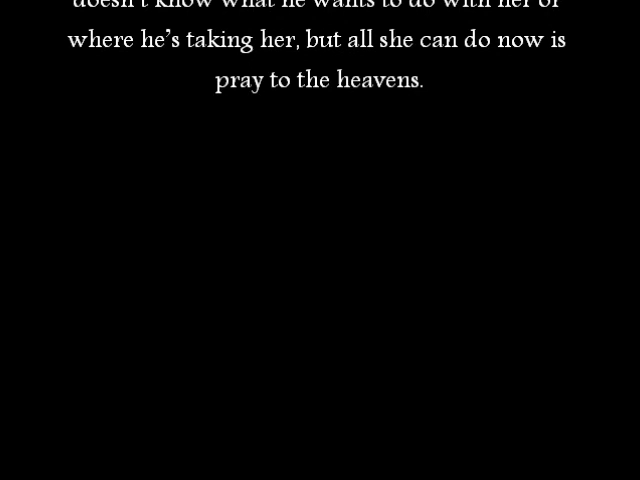 doesn't know what he wants to do with her or
where he's taking her, but all she can do now is
pray to the heavens.